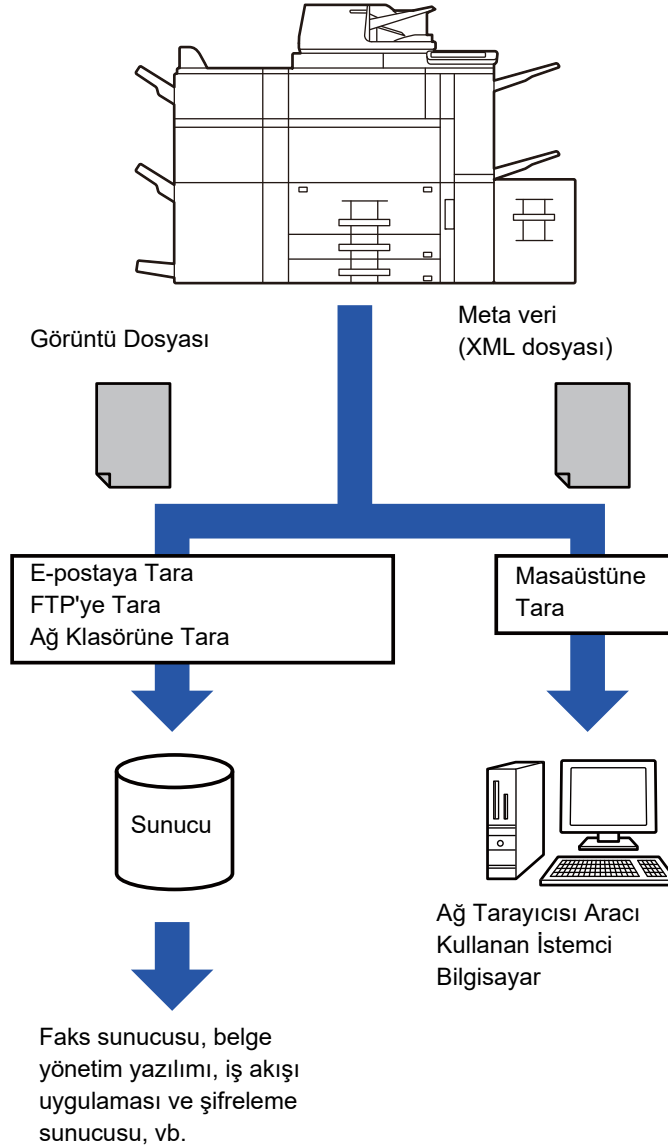 Görüntü Dosyası
Meta veri
(XML dosyası)
E-postaya Tara
FTP'ye Tara
Ağ Klasörüne Tara
Masaüstüne
Tara
Sunucu
Ağ Tarayıcısı Aracı
Kullanan İstemci
Bilgisayar
Faks sunucusu, belge
yönetim yazılımı, iş akışı
uygulaması ve şifreleme
sunucusu, vb.